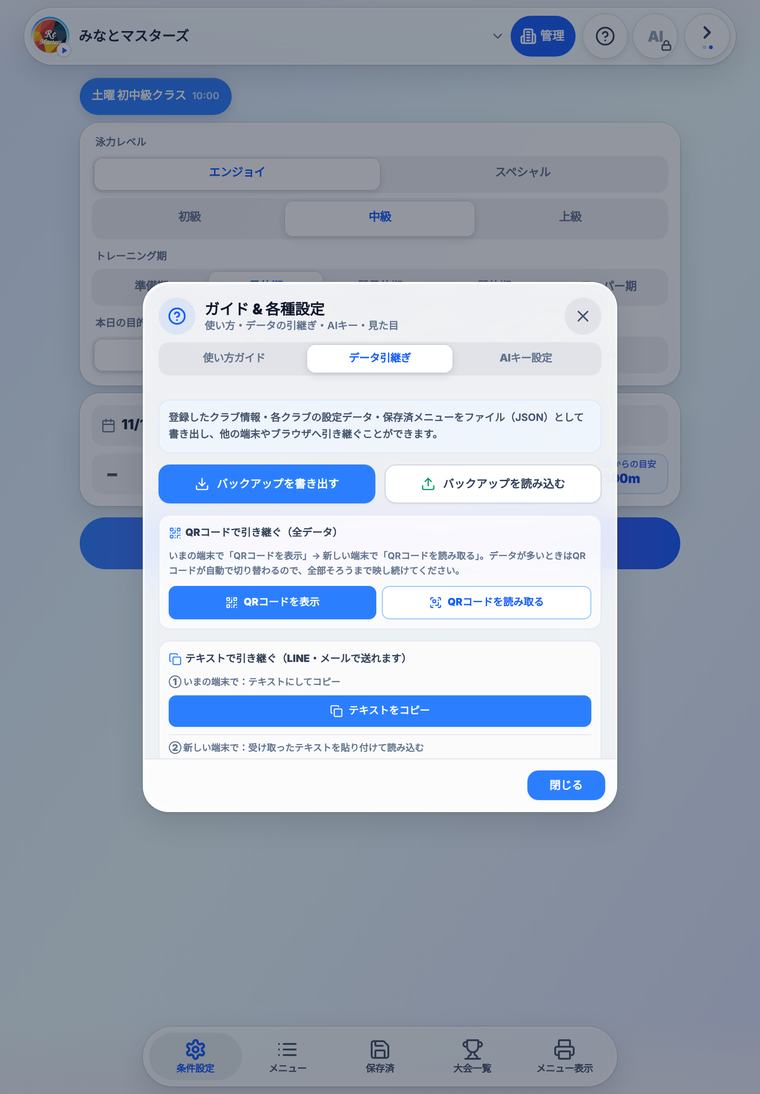 みなとマスターズ
管理
AI
土曜 初中級クラス 10:00
泳力レベル
エンジョイ
スペシャル
初級
中級
上級
トレーニング期
本日の目的
ガイド & 各種設定
使い方・データの引継ぎ・AIキー・見た目
使い方ガイド
データ引継ぎ
AIキー設定
登録したクラブ情報・各クラブの設定データ・保存済メニューをファイル（JSON）として
書き出し、他の端末やブラウザへ引き継ぐことができます。
バックアップを書き出す
バックアップを読み込む
QRコードで引き継ぐ（全データ）
いまの端末で「QRコードを表示」→ 新しい端末で「QRコードを読み取る」。データが多いときはQR
コードが自動で切り替わるので、全部そろうまで映し続けてください。
QRコードを表示
QRコードを読み取る
テキストで引き継ぐ（LINE・メールで送れます）
① いまの端末で：テキストにしてコピー
テキストをコピー
② 新しい端末で：受け取ったテキストを貼り付けて読み込む
閉じる
条件設定
メニュー
保存済
大会一覧
メニュー表示